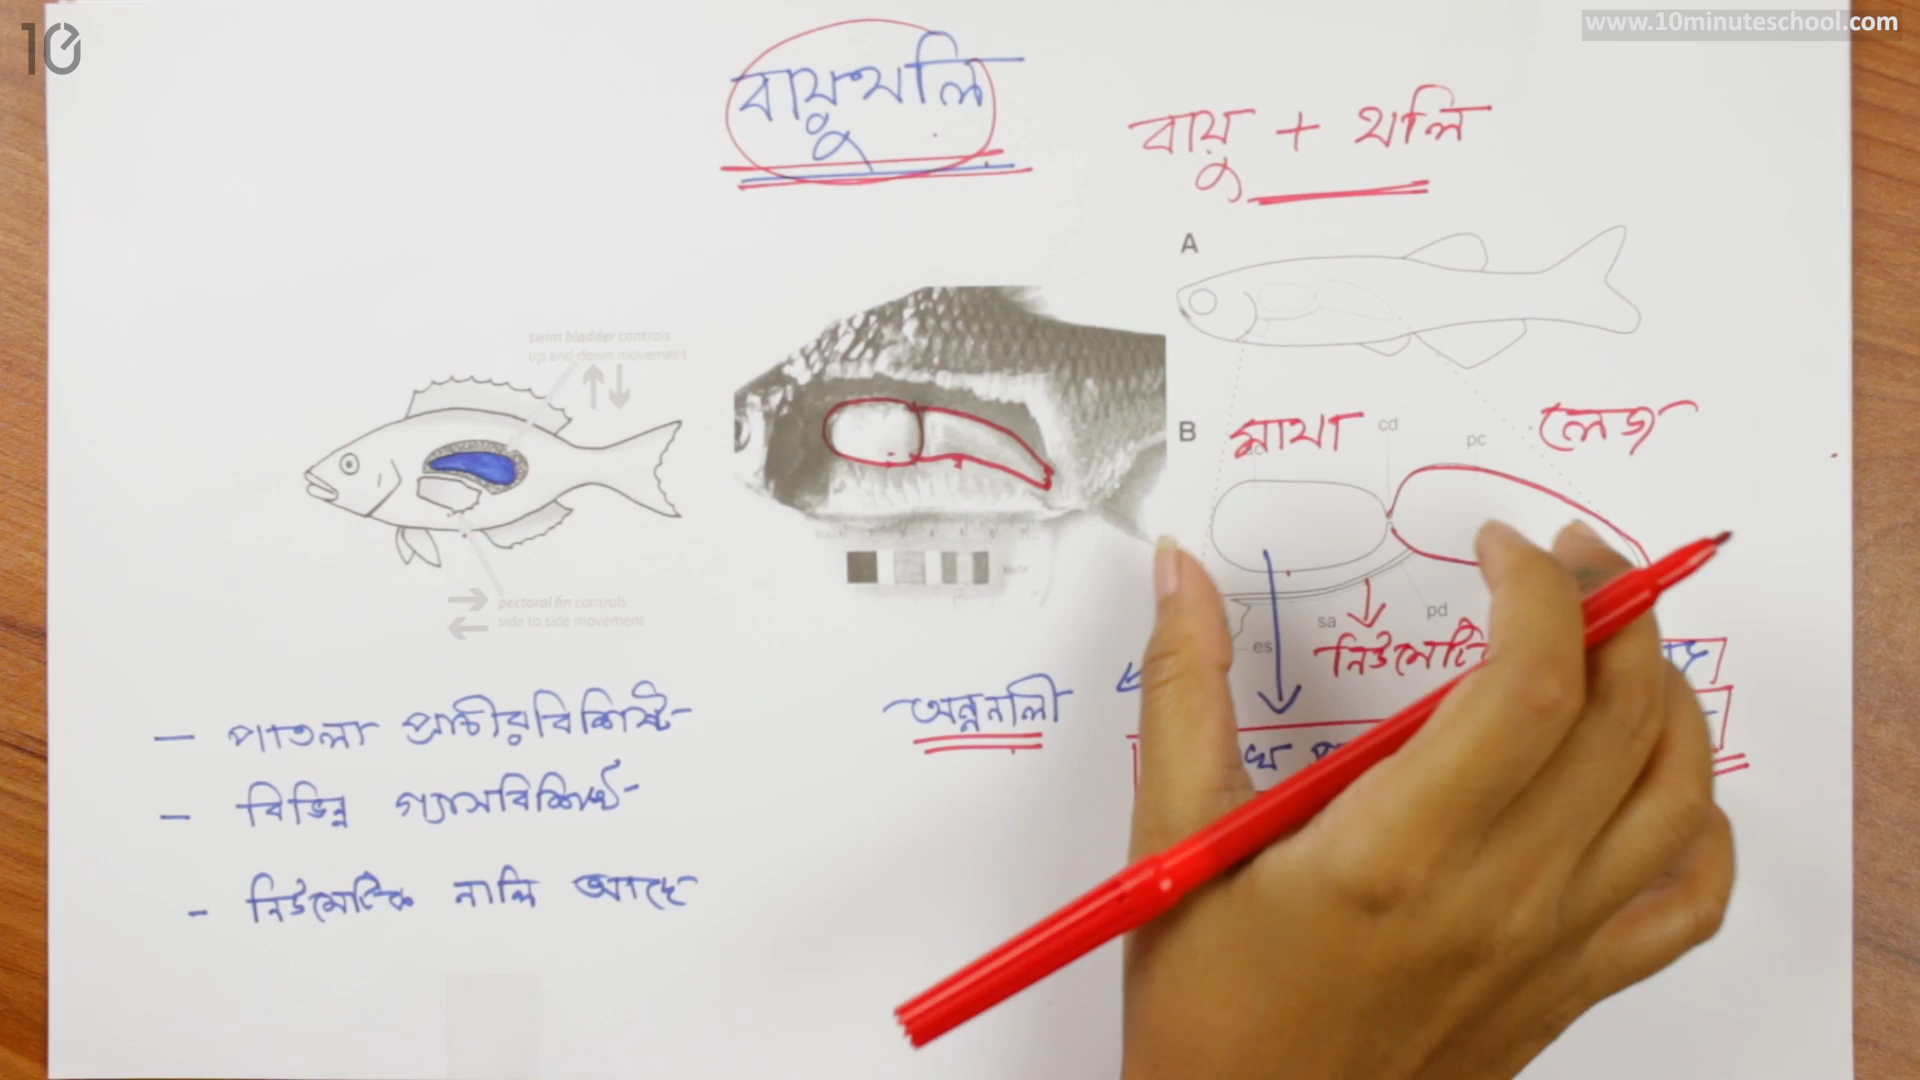 10
www.10minuteschool.com
বায়ুথলি
বায়ু + থলি
A
swim bladder controls
up and down movement
B
মাথা
cd
pc
লেজ
pectoral fin controls
side to side movement
sa
pd
es
নিউমেটি
অন্ননালী
- পাতলা প্রাচীরবিশিষ্ট
- বিভিন্ন গ্যাসবিশিষ্ট
- নিউমেটিক নালি আছে